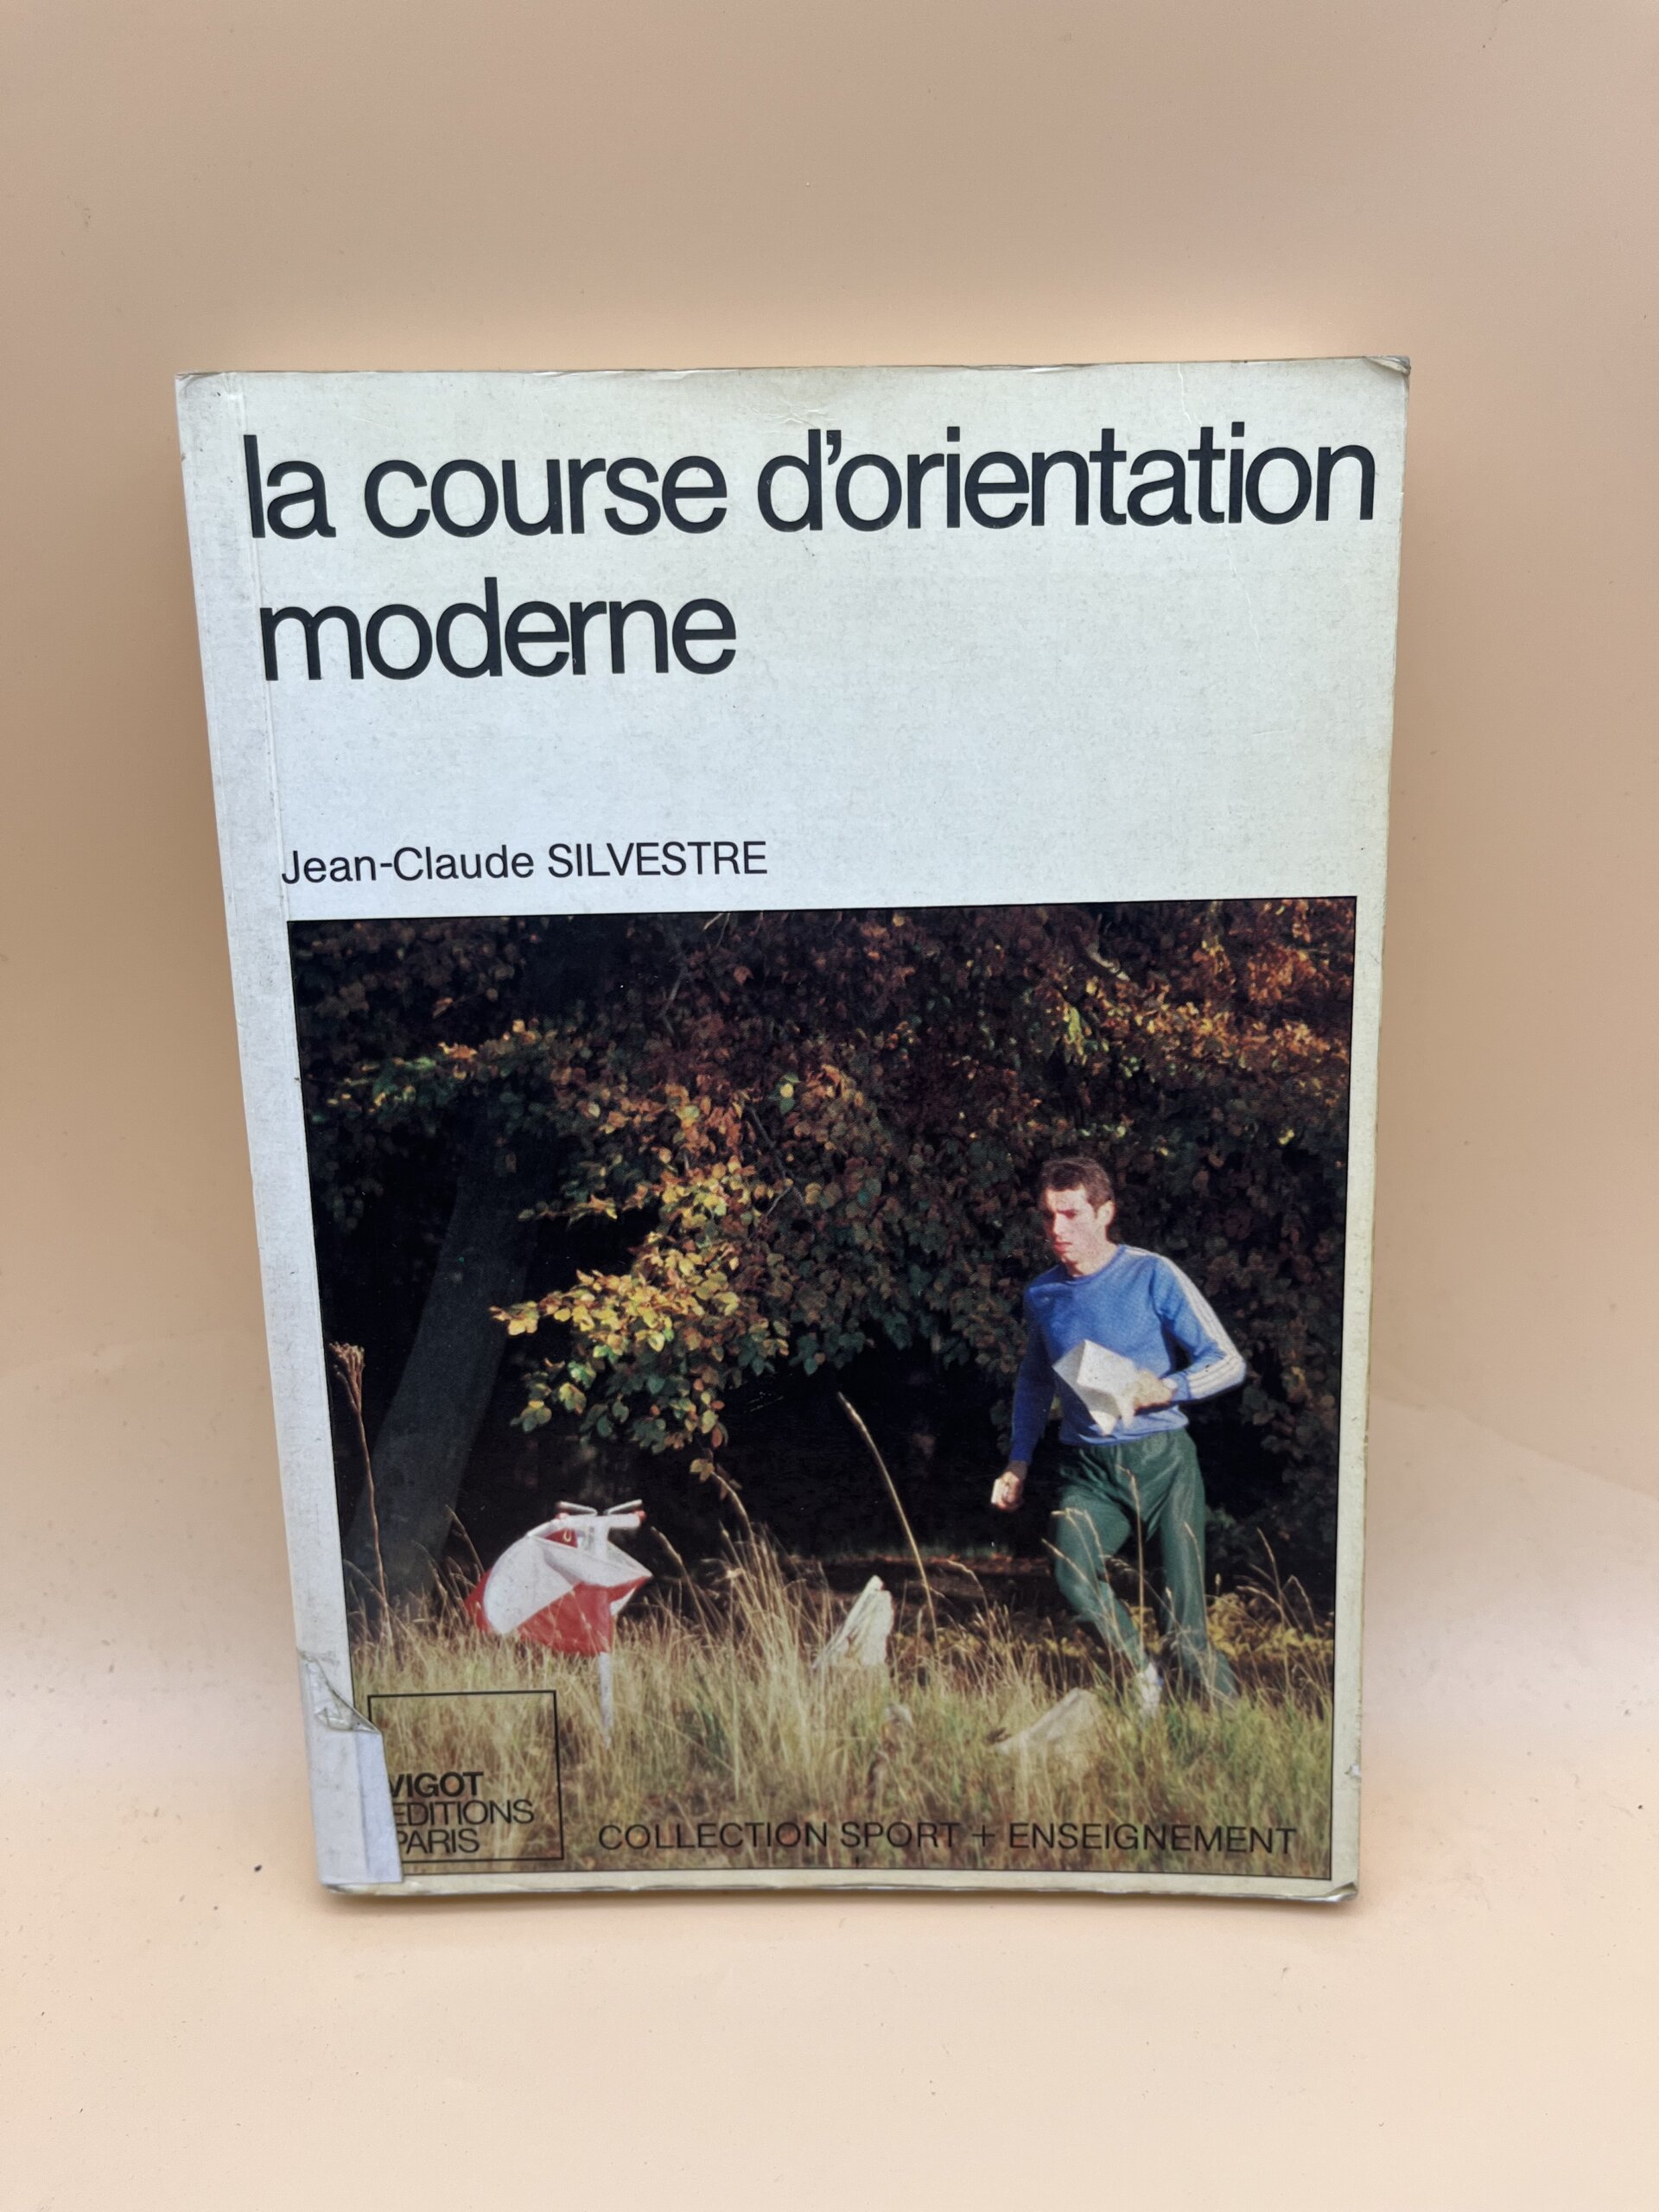 la course d'orientation
moderne
Jean-Claude SILVESTRE
VIGOT
EDITIONS
PARIS
COLLECTION SPORT + ENSEIGNEMENT